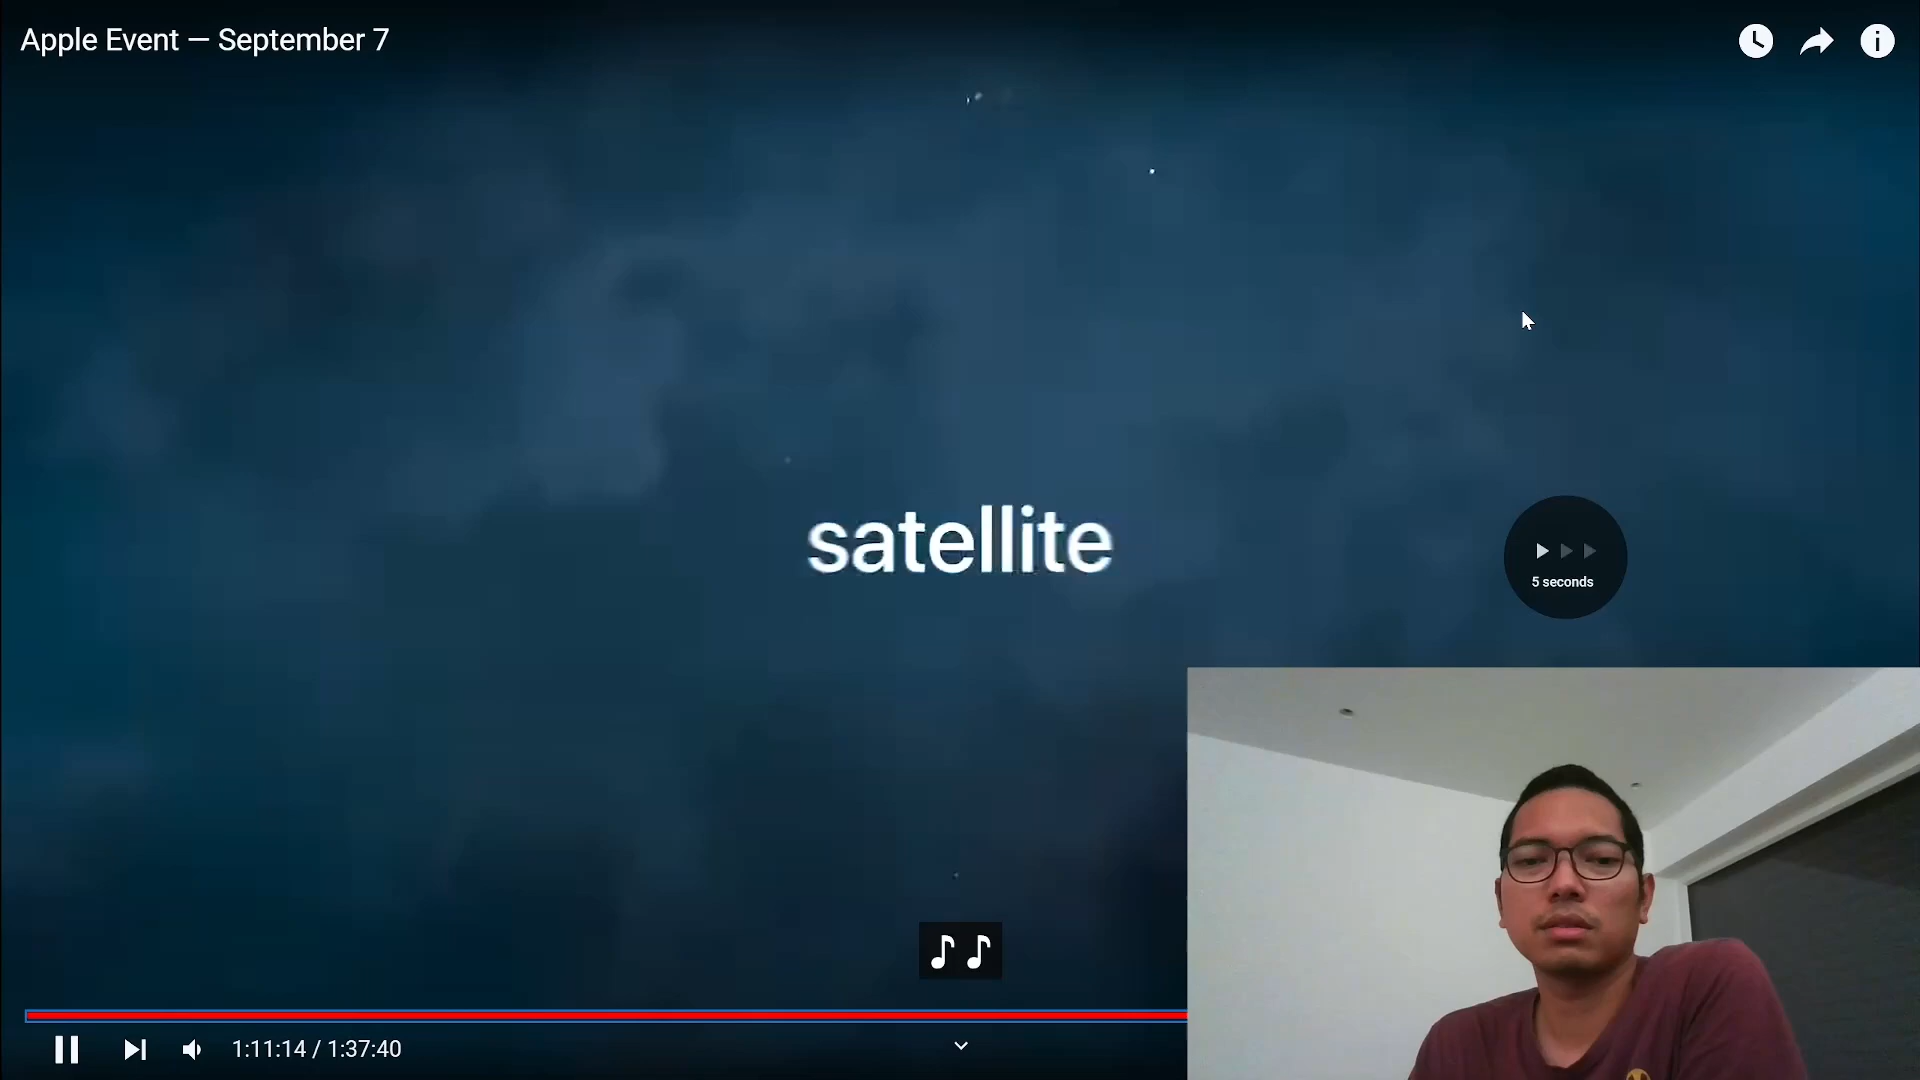 Apple Event — September 7
satellite
5 seconds
1:11:14 / 1:37:40